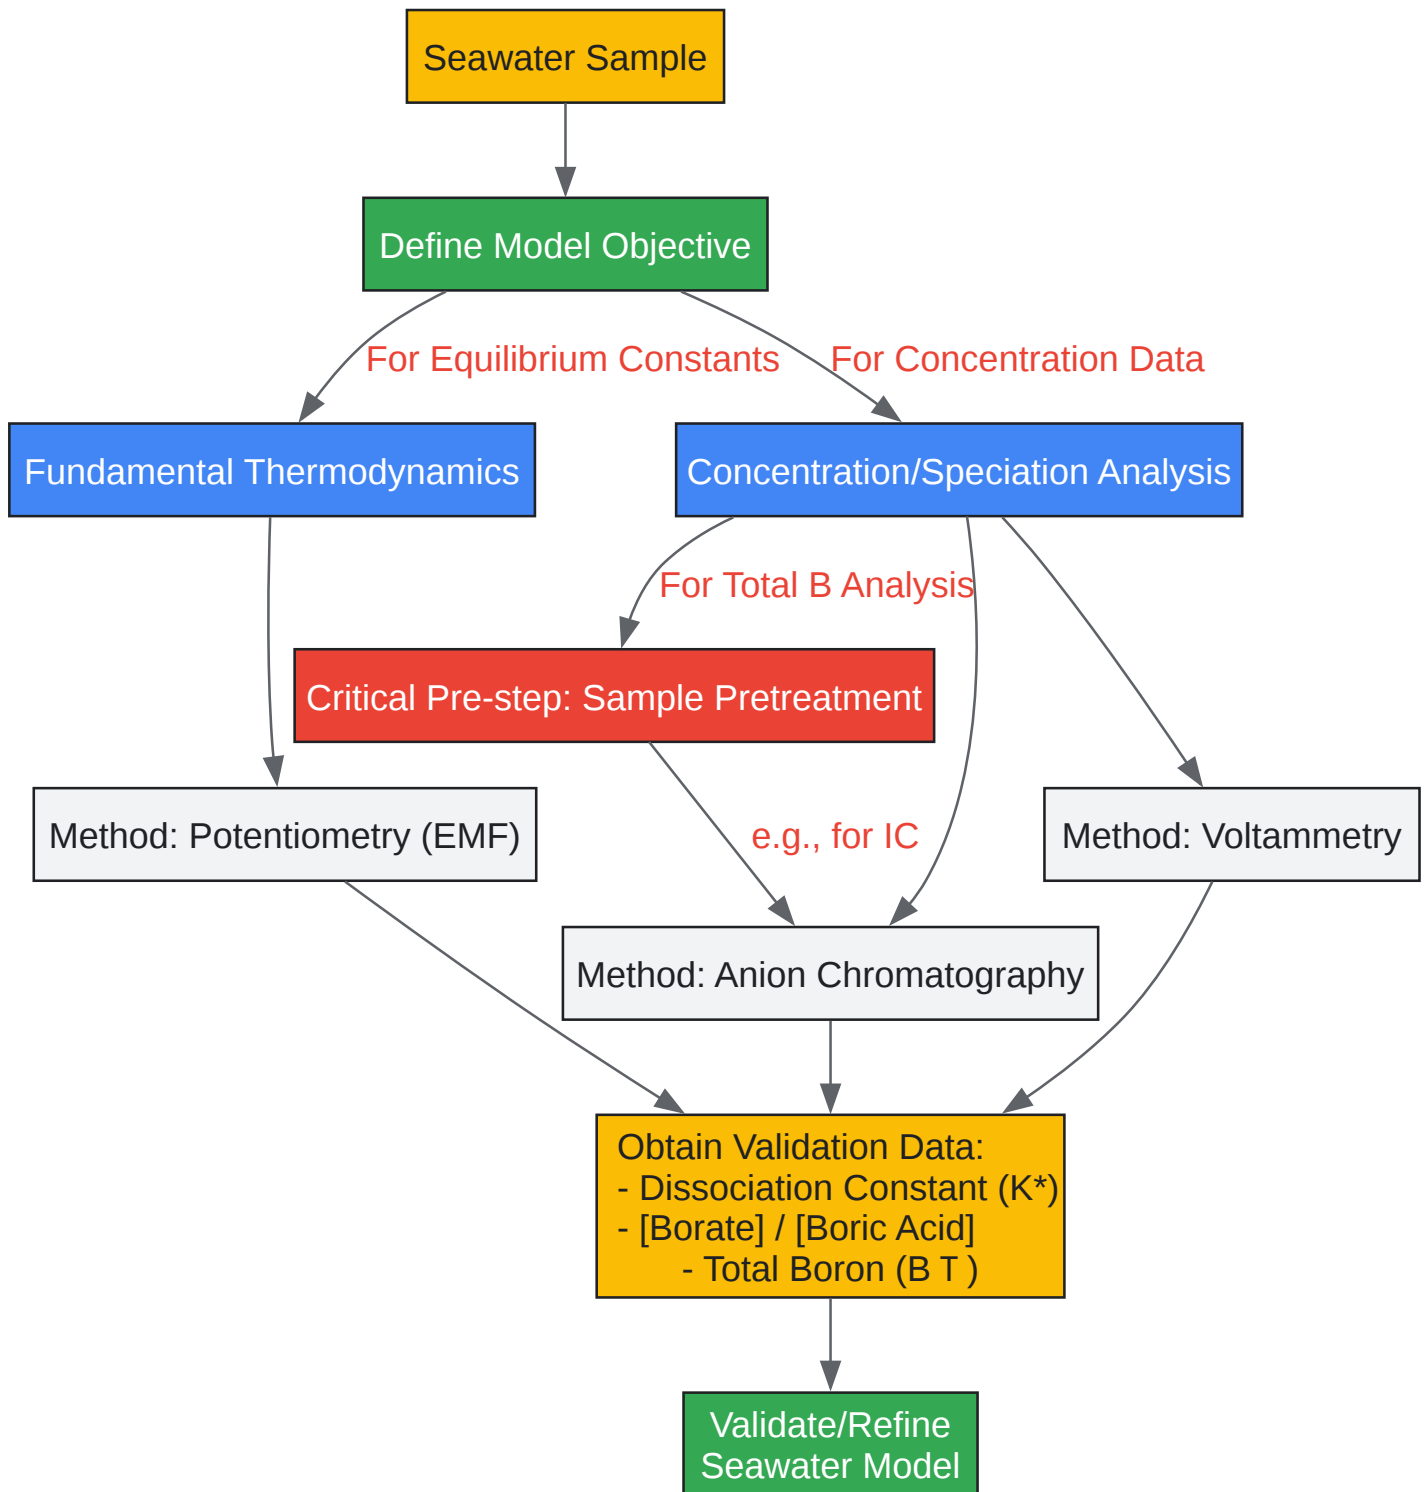 Seawater Sample
Define Model Objective
For Equilibrium Constants
For Concentration Data
Fundamental Thermodynamics
Concentration/Speciation Analysis
For Total B Analysis
Critical Pre-step: Sample Pretreatment
Method: Potentiometry (EMF)
e.g., for IC
Method: Voltammetry
Method: Anion Chromatography
Obtain Validation Data:
- Dissociation Constant (K*)
- [Borate] / [Boric Acid]
- Total Boron (B T )
Validate/Refine
Seawater Model